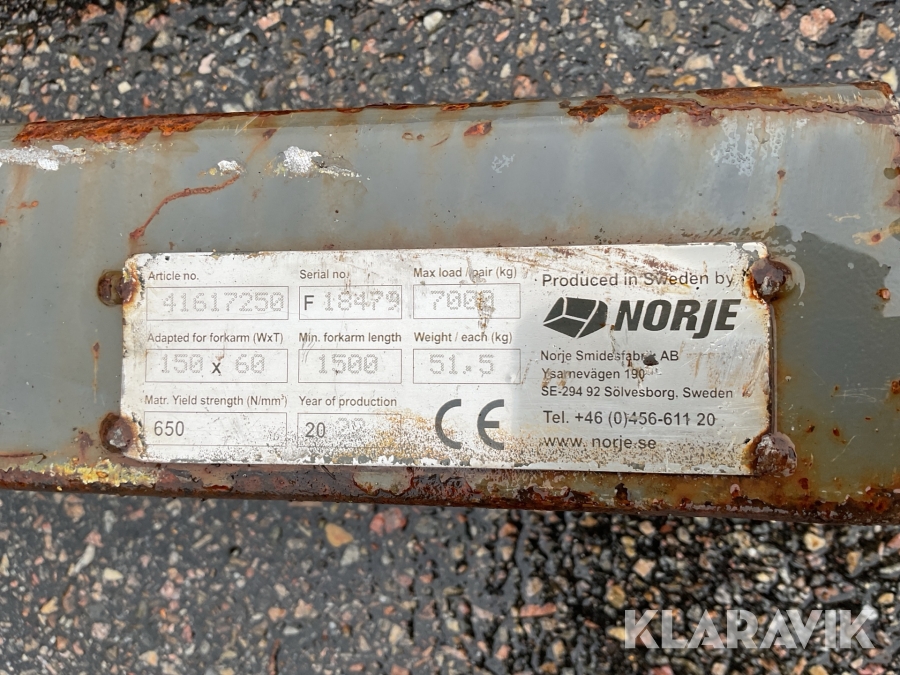 Article no. Serial no. Max load / pair (kg)
41617250 F 18479 7000
Adapted for forkarm (WxT) Min. forkarm length Weight / each (kg)
150 x 60 1500 51.5
Matr. Yield strength (N/mm²) Year of production
650 20
CE
Produced in Sweden by
NORJE
Norje Smidesfabrik AB
Ysarnevägen 190
SE-294 92 Sölvesborg. Sweden
Tel. +46 (0)456-611 20
www. norje.se
KLARAVIK